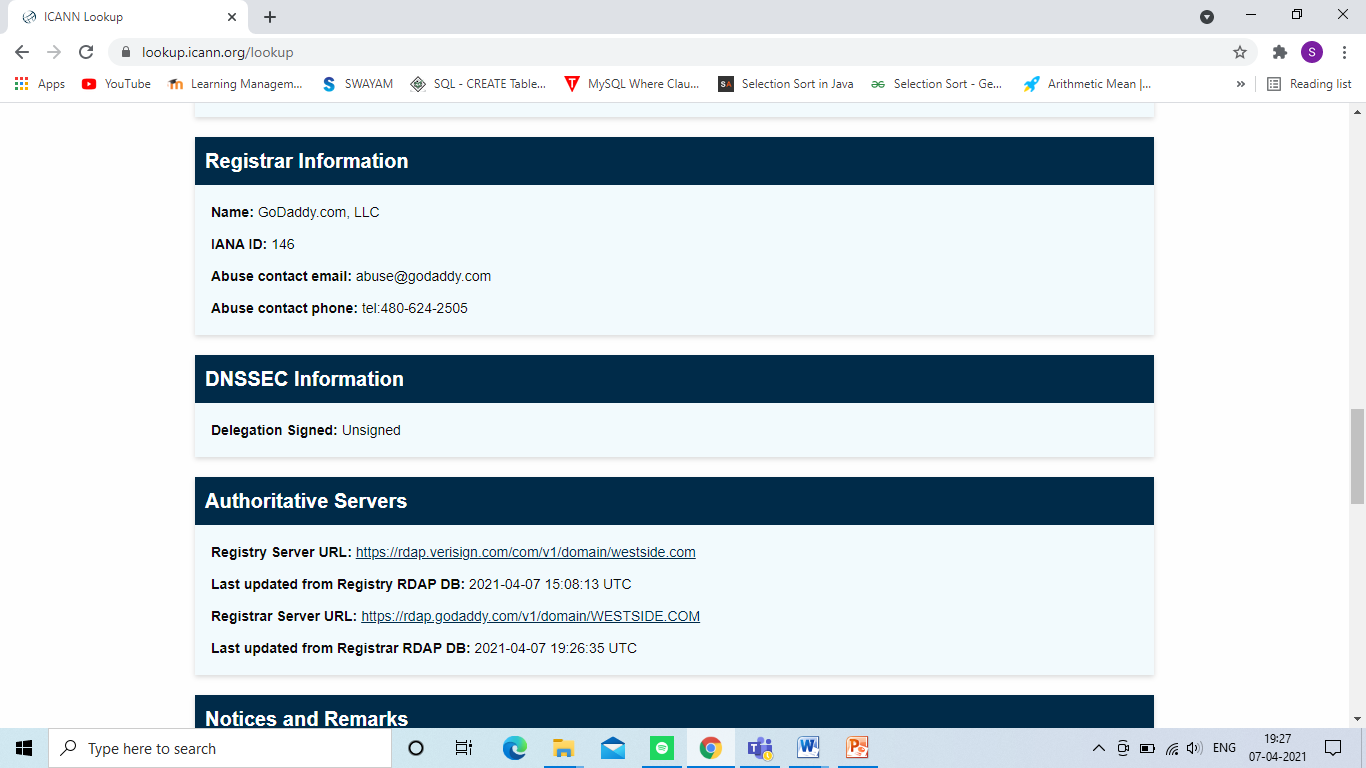 ICANN Lookup
lookup.icann.org/lookup
S
Apps YouTube Learning Managem... SWAYAM SQL - CREATE Table... MySQL Where Clau... SA Selection Sort in Java Selection Sort - Ge... Arithmetic Mean |... » Reading list
Registrar Information
Name: GoDaddy.com, LLC
IANA ID: 146
Abuse contact email: abuse@godaddy.com
Abuse contact phone: tel:480-624-2505
DNSSEC Information
Delegation Signed: Unsigned
Authoritative Servers
Registry Server URL: https://rdap.verisign.com/com/v1/domain/westside.com
Last updated from Registry RDAP DB: 2021-04-07 15:08:13 UTC
Registrar Server URL: https://rdap.godaddy.com/v1/domain/WESTSIDE.COM
Last updated from Registrar RDAP DB: 2021-04-07 19:26:35 UTC
Notices and Remarks
Type here to search
ENG
19:27
07-04-2021